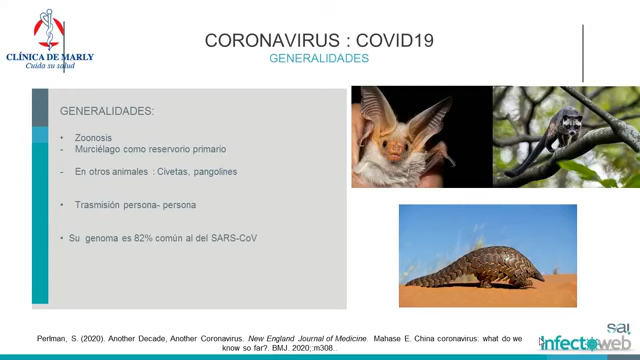 CLÍNICA DE MARLY
Cuida su salud
CORONAVIRUS : COVID19
GENERALIDADES
GENERALIDADES:
• Zoonosis
- Murciélago como reservorio primario
- En otros animales : Civetas, pangolines
• Trasmisión persona- persona
• Su genoma es 82% común al del SARS-CoV
Perlman, S. (2020). Another Decade, Another Coronavirus. New England Journal of Medicine. Mahase E. China coronavirus: what do we
know so far?. BMJ. 2020;:m308.
infectoweb